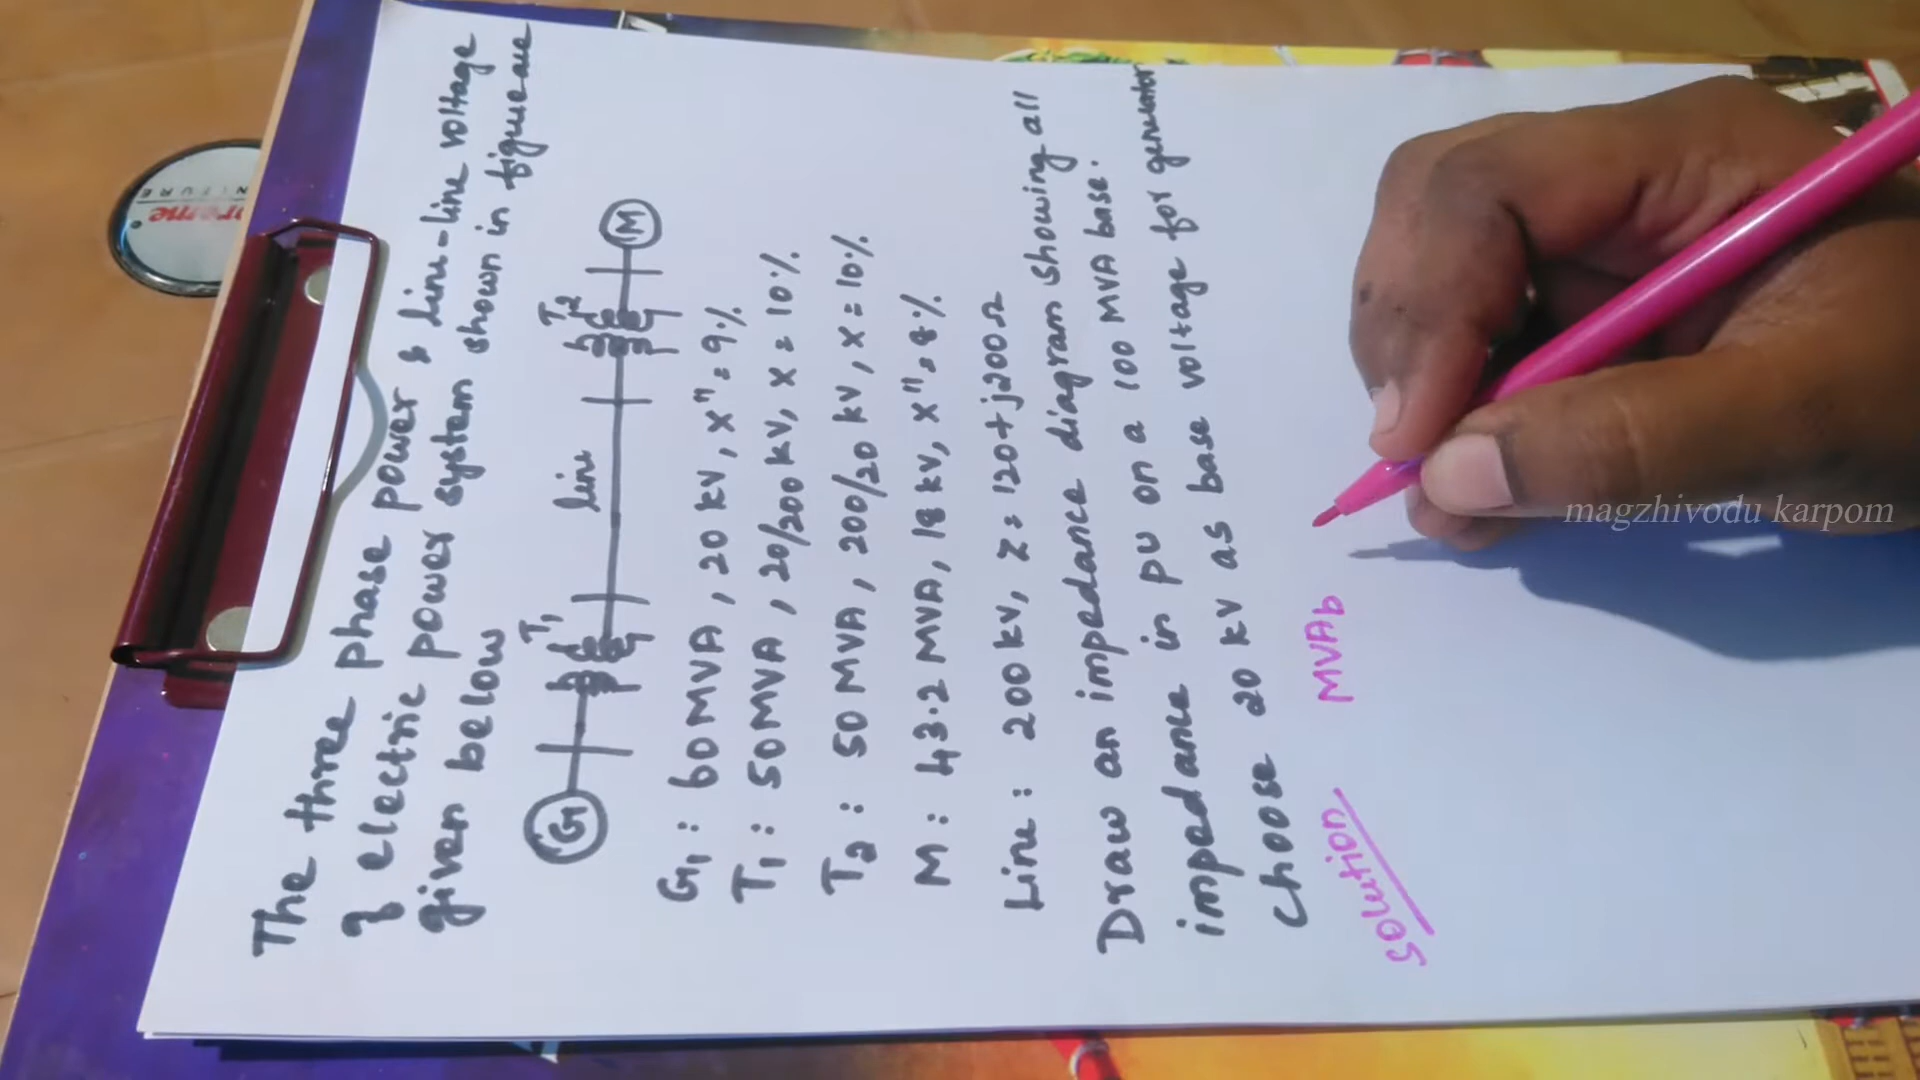 The three phase power & line-line voltage
of electric power system shown in figure are
given below
G1 T1 line T2 M
G1 : 60 MVA , 20 kV , X" = 9%
T1 : 50 MVA , 20/200 kV, X = 10%
T2 : 50 MVA , 200/20 kV , X = 10%
M : 43.2 MVA , 18 kV, X" = 8%
Line : 200 kV, Z = 120+j200Ω
Draw an impedance diagram showing all
impedance in pu on a 100 MVA base.
choose 20 kV as base voltage for generator
Solution MVAb
magzhivodu karpom